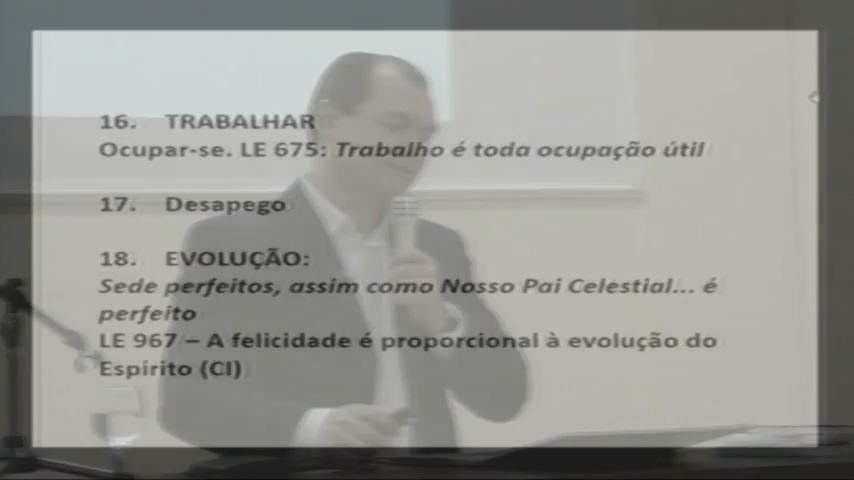 16. TRABALHAR
Ocupar-se. LE 675: Trabalho é toda ocupação útil
17. Desapego
18. EVOLUÇÃO:
Sede perfeitos, assim como Nosso Pai Celestial... é
perfeito
LE 967 – A felicidade é proporcional à evolução do
Espírito (CI)